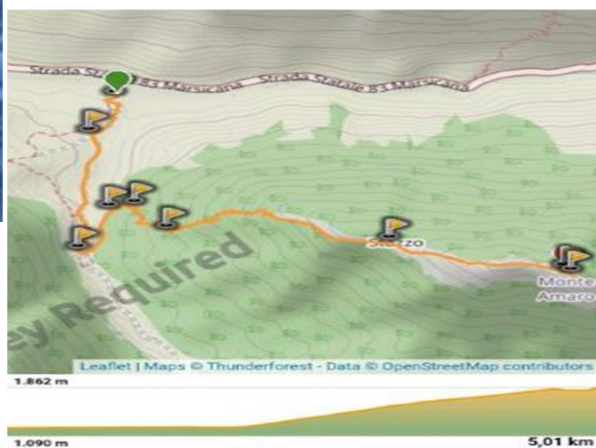 Strada Statale 83 Marsicana Strada Statale 83 Marsicana
Sterzo
Monte
Amaro
ey Required
Leaflet | Maps © Thunderforest - Data © OpenStreetMap contributors
1.862 m
1.090 m 5,01 km